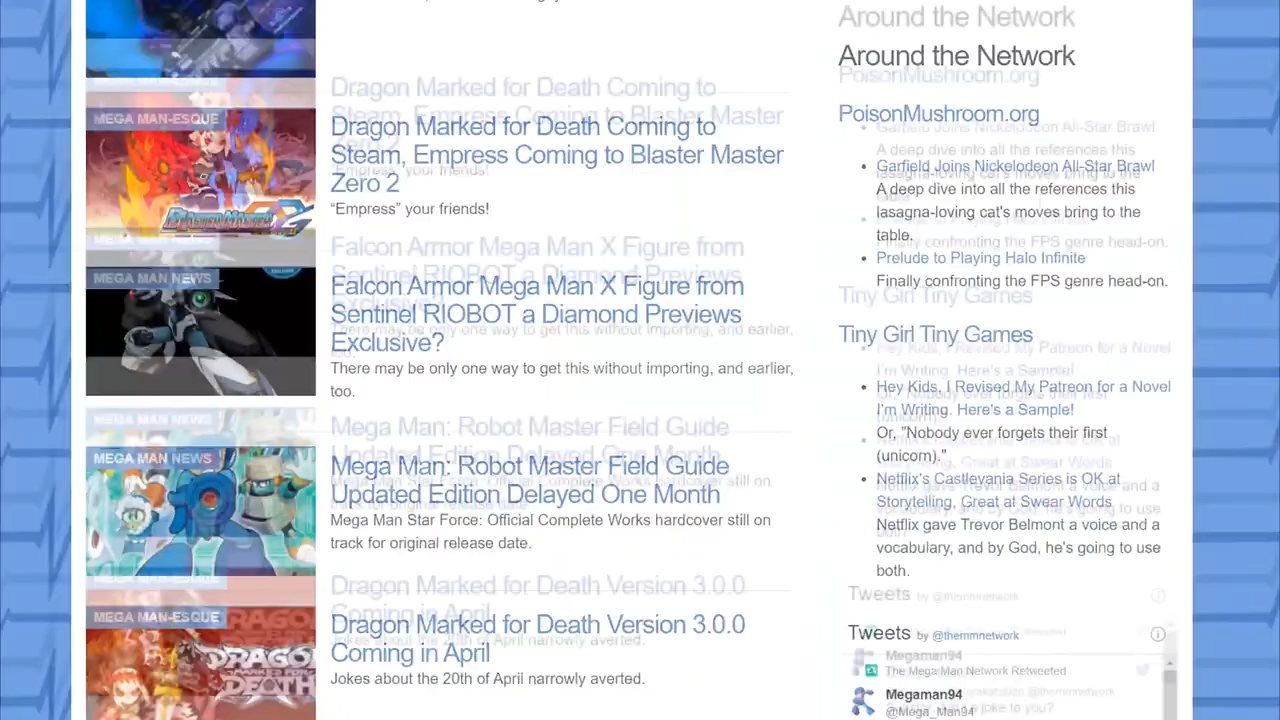 MEGA MAN-ESQUE
Dragon Marked for Death Coming to
Steam, Empress Coming to Blaster Master
Zero 2
“Empress” your friends!
BLASTER MASTER
MEGA MAN NEWS
Falcon Armor Mega Man X Figure from
Sentinel RIOBOT a Diamond Previews
Exclusive?
There may be only one way to get this without importing, and earlier,
too.
MEGA MAN NEWS
Mega Man: Robot Master Field Guide
Updated Edition Delayed One Month
Mega Man Star Force: Official Complete Works hardcover still on
track for original release date.
MEGA MAN-ESQUE
DRAGON
MARKED FOR
DEATH
Dragon Marked for Death Version 3.0.0
Coming in April
Jokes about the 20th of April narrowly averted.
Around the Network
Around the Network
PoisonMushroom.org
Garfield Joins Nickelodeon All-Star Brawl
A deep dive into all the references this
lasagna-loving cat's moves bring to the
table.
Prelude to Playing Halo Infinite
Finally confronting the FPS genre head-on.
Tiny Girl Tiny Games
Hey Kids, I Revised My Patreon for a Novel
I'm Writing. Here's a Sample!
Or, "Nobody ever forgets their first
(unicorn)."
Netflix's Castlevania Series is OK at
Storytelling, Great at Swear Words
Netflix gave Trevor Belmont a voice and a
vocabulary, and by God, he's going to use
both.
Tweets by @themmnetwork
The Mega Man Network Retweeted
Megaman94
@Mega_Man94